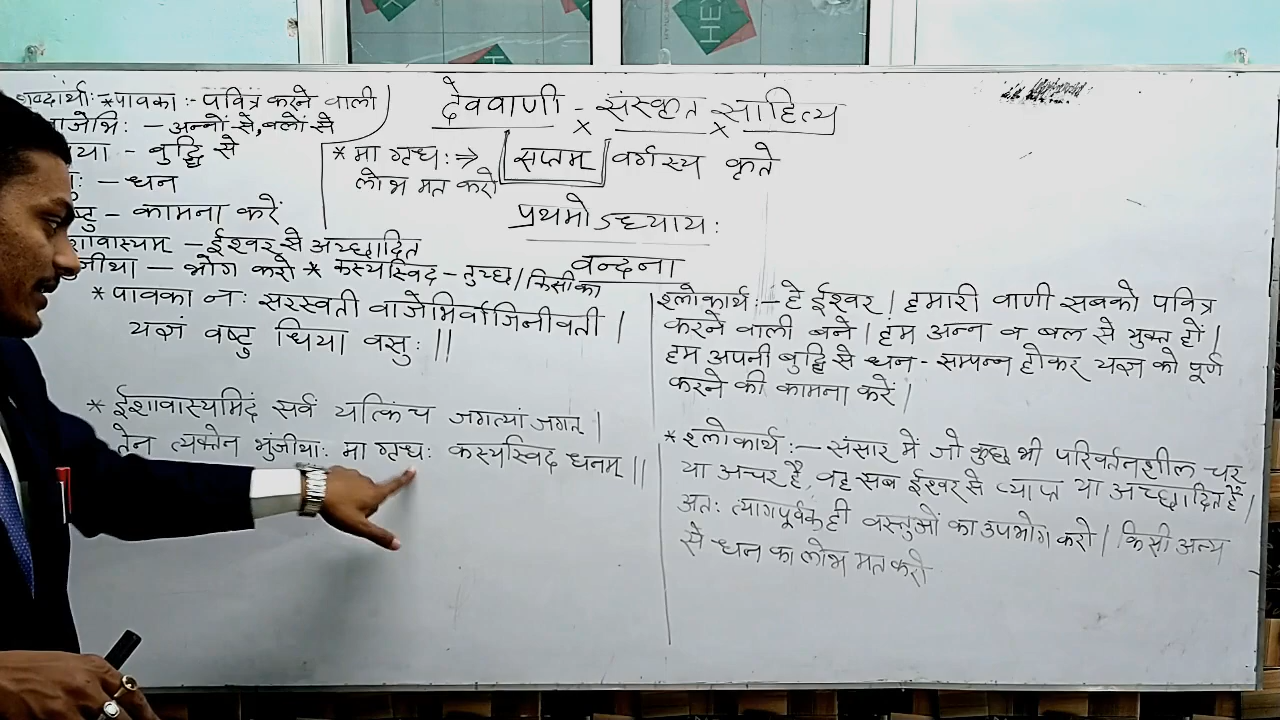 देववाणी - संस्कृत साहित्य
सप्तम वर्गस्य कृते
प्रथमोऽध्यायः
वन्दना
शब्दार्थाः *पावका :- पवित्र करने वाली
वाजेभिः - अन्नों से, बलों से
धिया - बुद्धि से
- धन
वष्टु - कामना करें
ईशावास्यम् - ईश्वर से अच्छादित
भुंजीथा - भोग करो * कस्यस्विद - तुच्छ / किसी का
* मा गृधः ⇒
लोभ मत करो
*पावका नः सरस्वती वाजेभिर्वाजिनीवती |
यज्ञं वष्टु धिया वसुः ||
* ईशावास्यमिदं सर्वं यत्किंच जगत्यां जगत् |
तेन त्यक्तेन भुंजीथाः मा गृधः कस्यस्विद धनम् ||
श्लोकार्थ :- हे ईश्वर | हमारी वाणी सबको पवित्र
करने वाली बने | हम अन्न व बल से युक्त हों |
हम अपनी बुद्धि से धन - सम्पन्न होकर यज्ञ को पूर्ण
करने की कामना करें |
* श्लोकार्थ :- संसार में जो कुछ भी परिवर्तनशील चर
या अचर है, वह सब ईश्वर से व्याप्त या अच्छादित है |
अतः त्यागपूर्वक ही वस्तुओं का उपभोग करो | किसी अन्य
से धन का लोभ मत करो
HEX